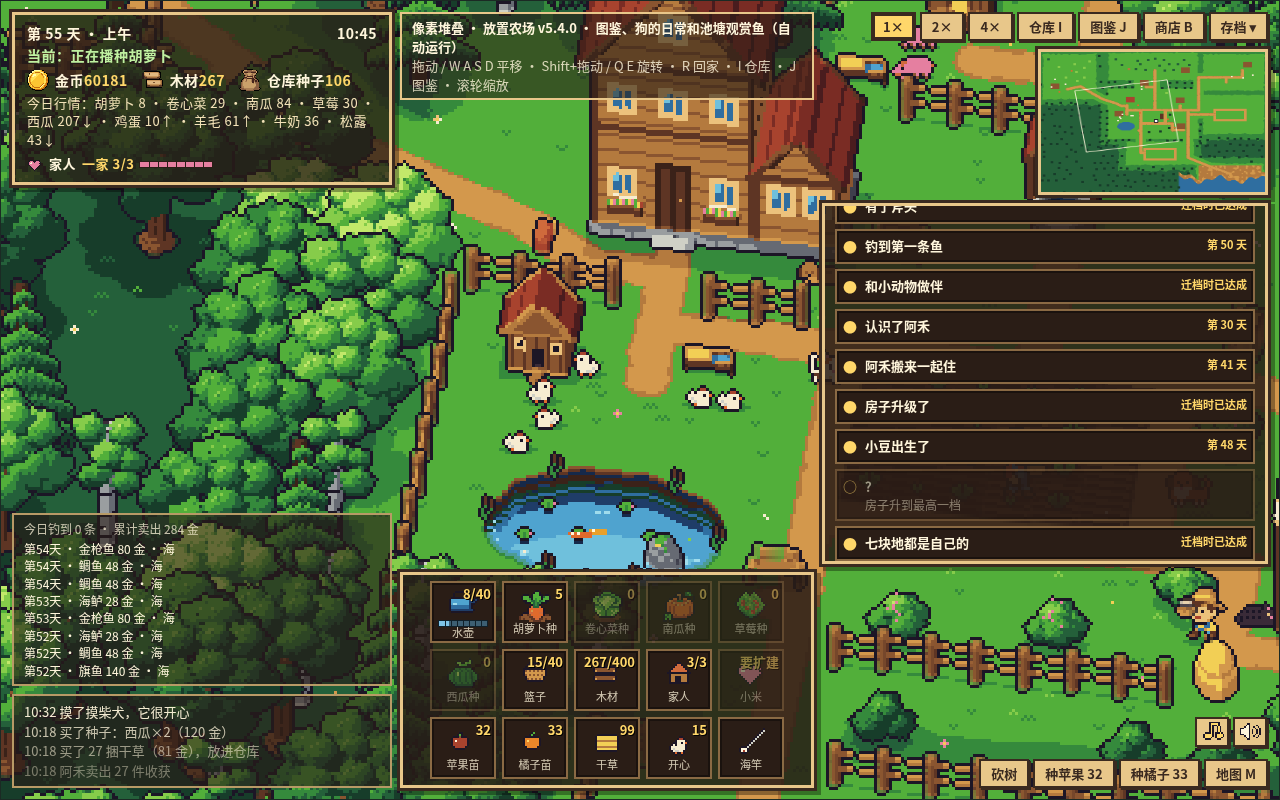 第 55 天 · 上午
10:45
当前：正在播种胡萝卜
金币60181 木材267 仓库种子106
今日行情：胡萝卜 8 · 卷心菜 29 · 南瓜 84 · 草莓 30 ·
西瓜 207↓ · 鸡蛋 10↑ · 羊毛 61↑ · 牛奶 36 · 松露
43↓
家人 一家 3/3
像素堆叠 · 放置农场 v5.4.0 · 图鉴、狗的日常和池塘观赏鱼（自
动运行）
拖动 / W A S D 平移 · Shift+拖动 / Q E 旋转 · R 回家 · I 仓库 · J
图鉴 · 滚轮缩放
1×
2×
4×
仓库 I
图鉴 J
商店 B
存档 ▾
有了斧头 迁档时已达成
钓到第一条鱼 第 50 天
和小动物做伴 迁档时已达成
认识了阿禾 第 30 天
阿禾搬来一起住 第 41 天
房子升级了 迁档时已达成
小豆出生了 第 48 天
?
房子升到最高一档
七块地都是自己的 迁档时已达成
今日钓到 0 条 · 累计卖出 284 金
第54天 · 金枪鱼 80 金 · 海
第54天 · 鲷鱼 48 金 · 海
第54天 · 海鲈 28 金 · 海
第53天 · 海鲈 28 金 · 海
第53天 · 金枪鱼 80 金 · 海
第52天 · 海鲈 28 金 · 海
第52天 · 鲷鱼 48 金 · 海
第52天 · 旗鱼 140 金 · 海
10:32 摸了摸柴犬，它很开心
10:18 买了种子：西瓜×2（120 金）
10:18 买了 27 捆干草（81 金），放进仓库
10:18 阿禾卖出 27 件收获
8/40
水壶
5
胡萝卜种
0
卷心菜种
0
南瓜种
0
草莓种
0
西瓜种
15/40
篮子
267/400
木材
3/3
家人
要扩建
小米
32
苹果苗
33
橘子苗
99
干草
15
开心
海竿
砍树
种苹果 32
种橘子 33
地图 M